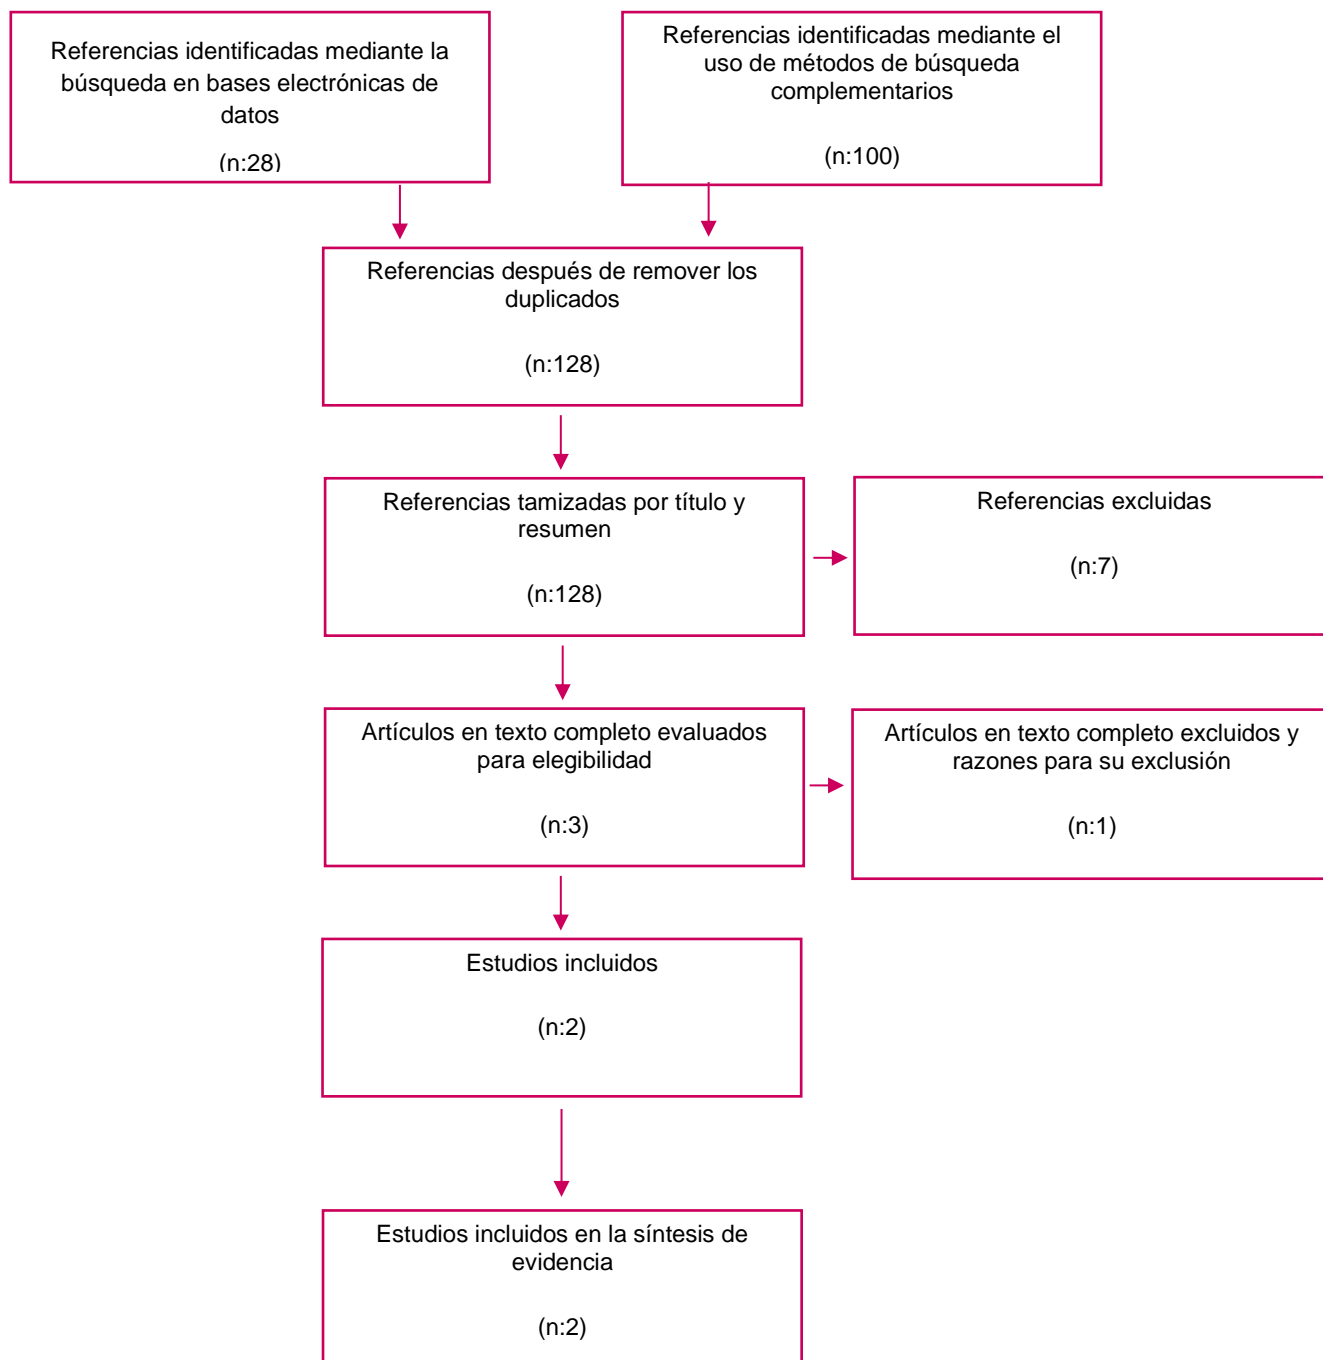 Referencias identificadas mediante la
búsqueda en bases electrónicas de
datos
(n:28)
Referencias identificadas mediante el
uso de métodos de búsqueda
complementarios
(n:100)
Referencias después de remover los
duplicados
(n:128)
Referencias tamizadas por título y
resumen
(n:128)
Referencias excluidas
(n:7)
Artículos en texto completo evaluados
para elegibilidad
(n:3)
Artículos en texto completo excluidos y
razones para su exclusión
(n:1)
Estudios incluidos
(n:2)
Estudios incluidos en la síntesis de
evidencia
(n:2)